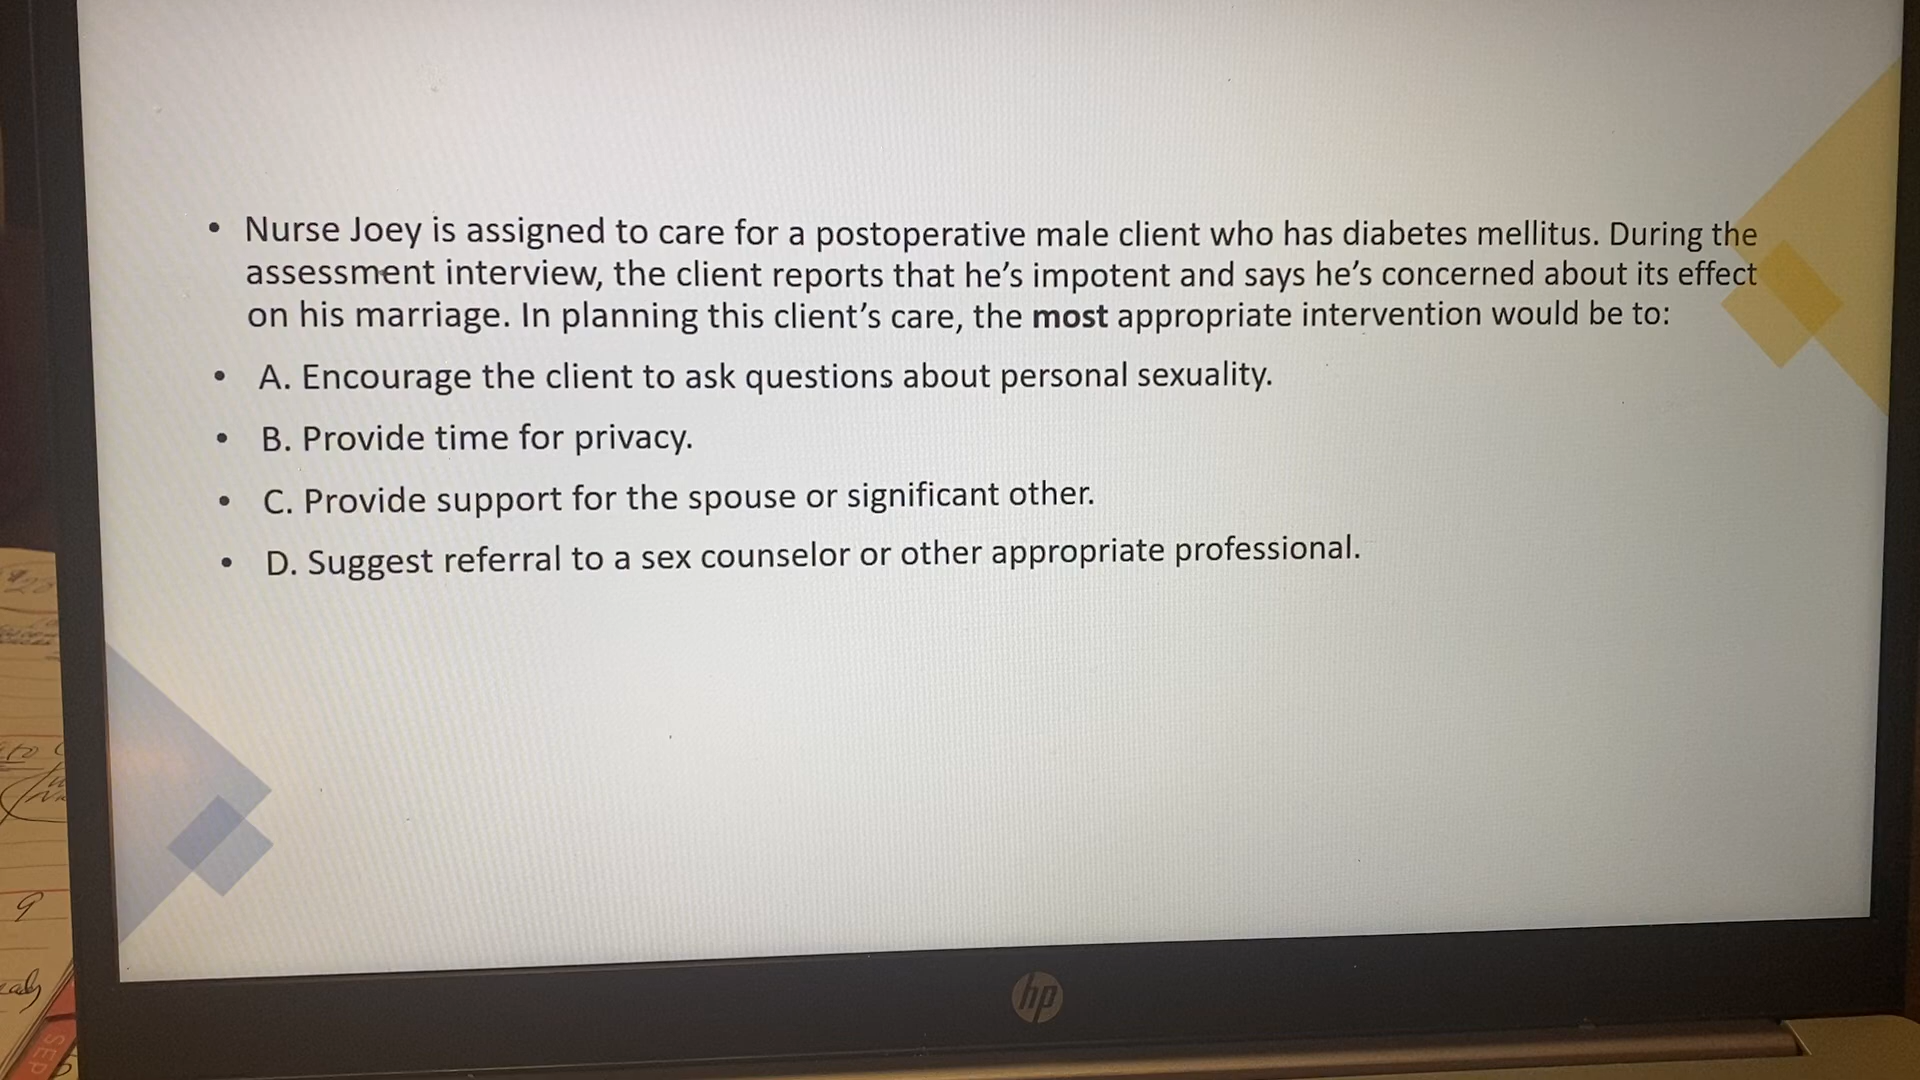 • Nurse Joey is assigned to care for a postoperative male client who has diabetes mellitus. During the
assessment interview, the client reports that he's impotent and says he's concerned about its effect
on his marriage. In planning this client's care, the most appropriate intervention would be to:
• A. Encourage the client to ask questions about personal sexuality.
• B. Provide time for privacy.
• C. Provide support for the spouse or significant other.
• D. Suggest referral to a sex counselor or other appropriate professional.
hp
9
SEP